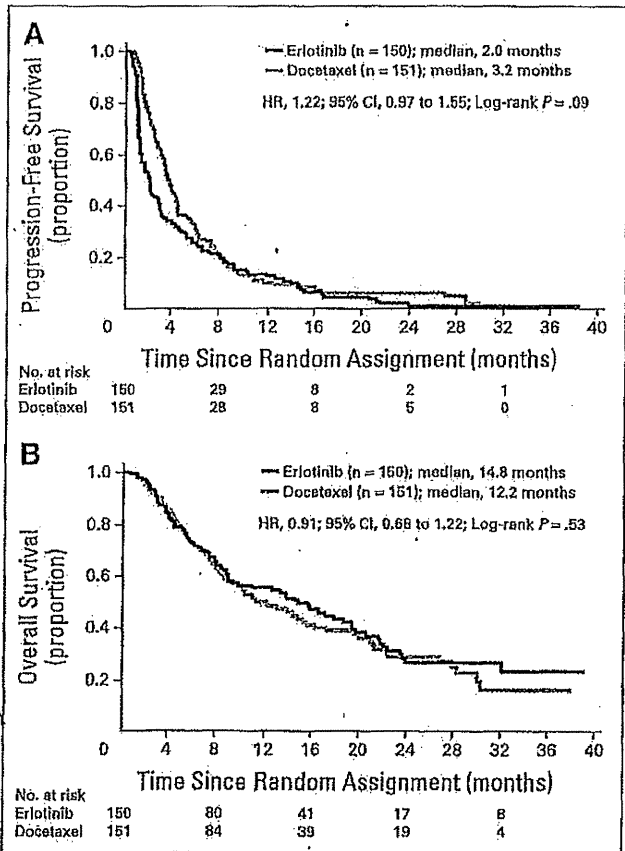 A
Progression-Free Survival
(proportion)
1.0
0.8
0.6
0.4
0.2
Erlotinib (n = 150); median, 2.0 months
Docetaxel (n = 151); median, 3.2 months
HR, 1.22; 95% CI, 0.97 to 1.55; Log-rank P = .09
0 4 8 12 16 20 24 28 32 36 40
Time Since Random Assignment (months)
No. at risk
Erlotinib 150 29 8 2 1
Docetaxel 151 28 8 5 0
B
Overall Survival
(proportion)
1.0
0.8
0.6
0.4
0.2
Erlotinib (n = 150); median, 14.8 months
Docetaxel (n = 151); median, 12.2 months
HR, 0.91; 95% CI, 0.68 to 1.22; Log-rank P = .53
0 4 8 12 16 20 24 28 32 36 40
Time Since Random Assignment (months)
No. at risk
Erlotinib 150 80 41 17 8
Docetaxel 151 84 39 19 4